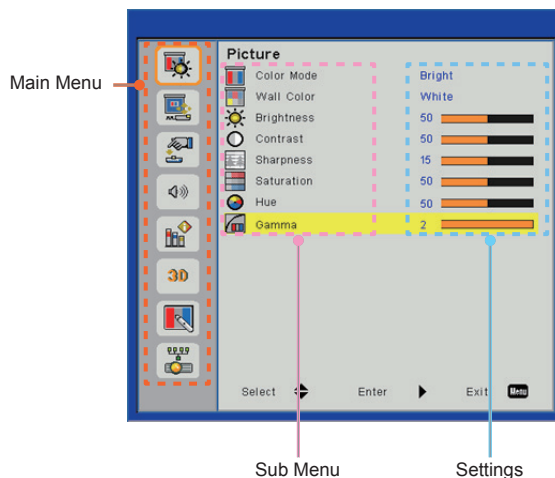 Main Menu
Picture
Color Mode Bright
Wall Color White
Brightness 50
Contrast 50
Sharpness 15
Saturation 50
Hue 50
Gamma 2
3D
Select Enter Exit Menu
Sub Menu Settings